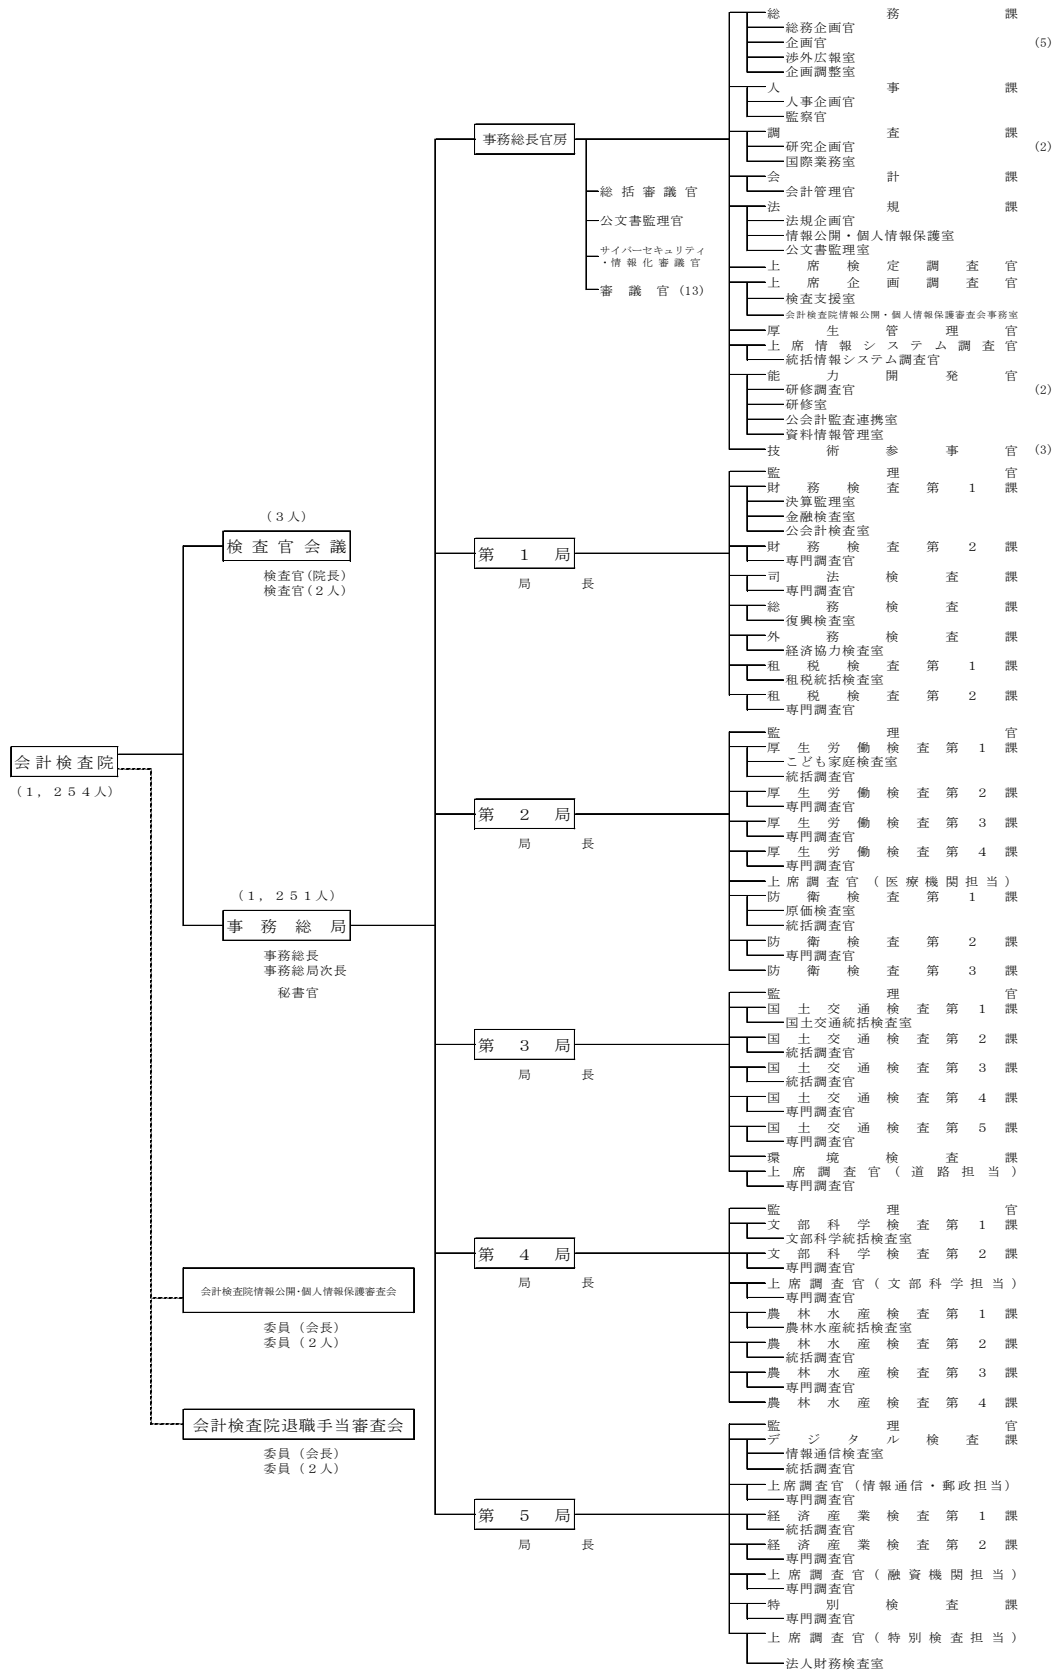 会計検査院
(1,254人)
(3人)
検査官会議
検査官(院長)
検査官(2人)
(1,251人)
事務総局
事務総長
事務総局次長
秘書官
会計検査院情報公開・個人情報保護審査会
委員(会長)
委員(2人)
会計検査院退職手当審査会
委員(会長)
委員(2人)
事務総長官房
総括審議官
公文書監理官
サイバーセキュリティ
・情報化審議官
審議官(13)
総務課
総務企画官
企画官 (5)
渉外広報室
企画調整室
人事課
人事企画官
監察官
調査課
研究企画官 (2)
国際業務室
会計課
会計管理官
法規課
法規企画官
情報公開・個人情報保護室
公文書監理室
上席検定調査官
上席企画調査官
検査支援室
会計検査院情報公開・個人情報保護審査会事務室
厚生管理官
上席情報システム調査官
統括情報システム調査官
能力開発官
研修調査官 (2)
研修室
公会計監査連携室
資料情報管理室
技術参事官 (3)
第1局
局長
監理官
財務検査第1課
決算監理室
金融検査室
公会計検査室
財務検査第2課
専門調査官
司法検査課
専門調査官
総務検査課
復興検査室
外務検査課
経済協力検査室
租税検査第1課
租税統括検査室
租税検査第2課
専門調査官
第2局
局長
監理官
厚生労働検査第1課
こども家庭検査室
統括調査官
厚生労働検査第2課
専門調査官
厚生労働検査第3課
専門調査官
厚生労働検査第4課
専門調査官
上席調査官(医療機関担当)
防衛検査第1課
原価検査室
統括調査官
防衛検査第2課
専門調査官
防衛検査第3課
第3局
局長
監理官
国土交通検査第1課
国土交通統括検査室
国土交通検査第2課
統括調査官
国土交通検査第3課
統括調査官
国土交通検査第4課
専門調査官
国土交通検査第5課
専門調査官
環境検査課
上席調査官(道路担当)
専門調査官
第4局
局長
監理官
文部科学検査第1課
文部科学統括検査室
文部科学検査第2課
専門調査官
上席調査官(文部科学担当)
専門調査官
農林水産検査第1課
農林水産統括検査室
農林水産検査第2課
統括調査官
農林水産検査第3課
専門調査官
農林水産検査第4課
第5局
局長
監理官
デジタル検査課
情報通信検査室
統括調査官
上席調査官(情報通信・郵政担当)
専門調査官
経済産業検査第1課
統括調査官
経済産業検査第2課
専門調査官
上席調査官(融資機関担当)
専門調査官
特別検査課
専門調査官
上席調査官(特別検査担当)
法人財務検査室